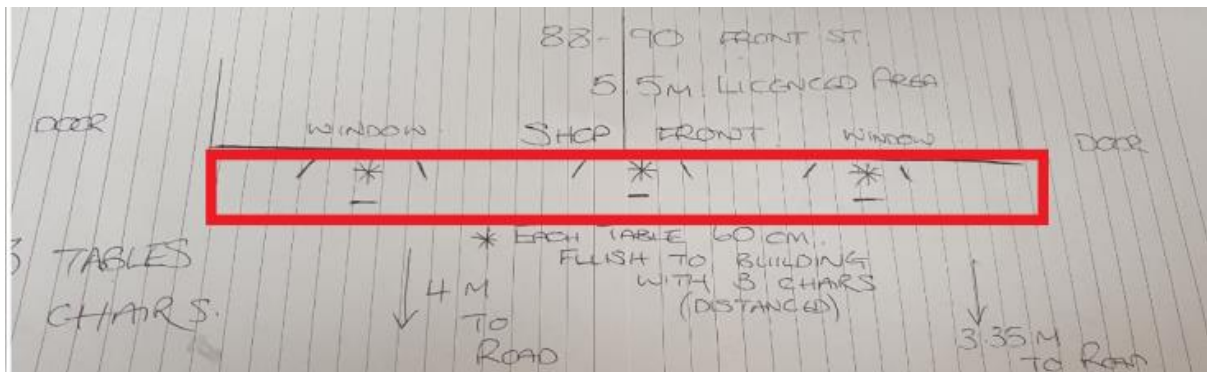 88-90 FRONT ST.
5.5M LICENCED AREA
DOOR
WINDOW SHOP FRONT WINDOW
DOOR
* * *
* EACH TABLE 60 CM.
FLUSH TO BUILDING
WITH 3 CHAIRS
(DISTANCED)
3 TABLES
CHAIRS.
4 M
TO
ROAD
3.35 M
TO ROAD